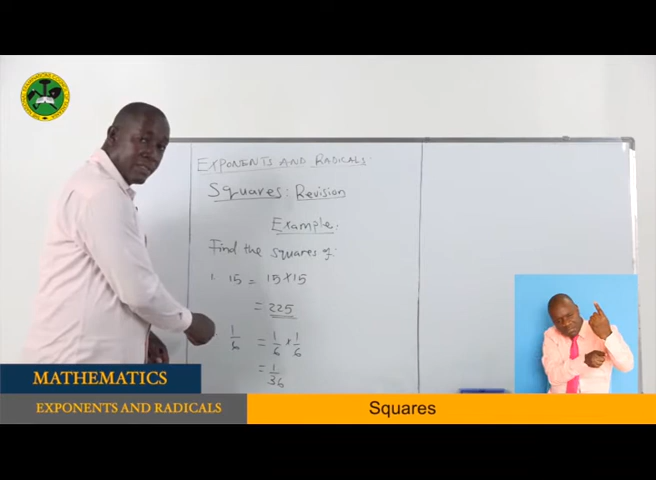 EXPONENTS AND RADICALS:
Squares: Revision
Example:
Find the squares of:
1. 15 = 15 x 15
= 225
1/6 = 1/6 x 1/6
= 1/36
MATHEMATICS
EXPONENTS AND RADICALS
Squares